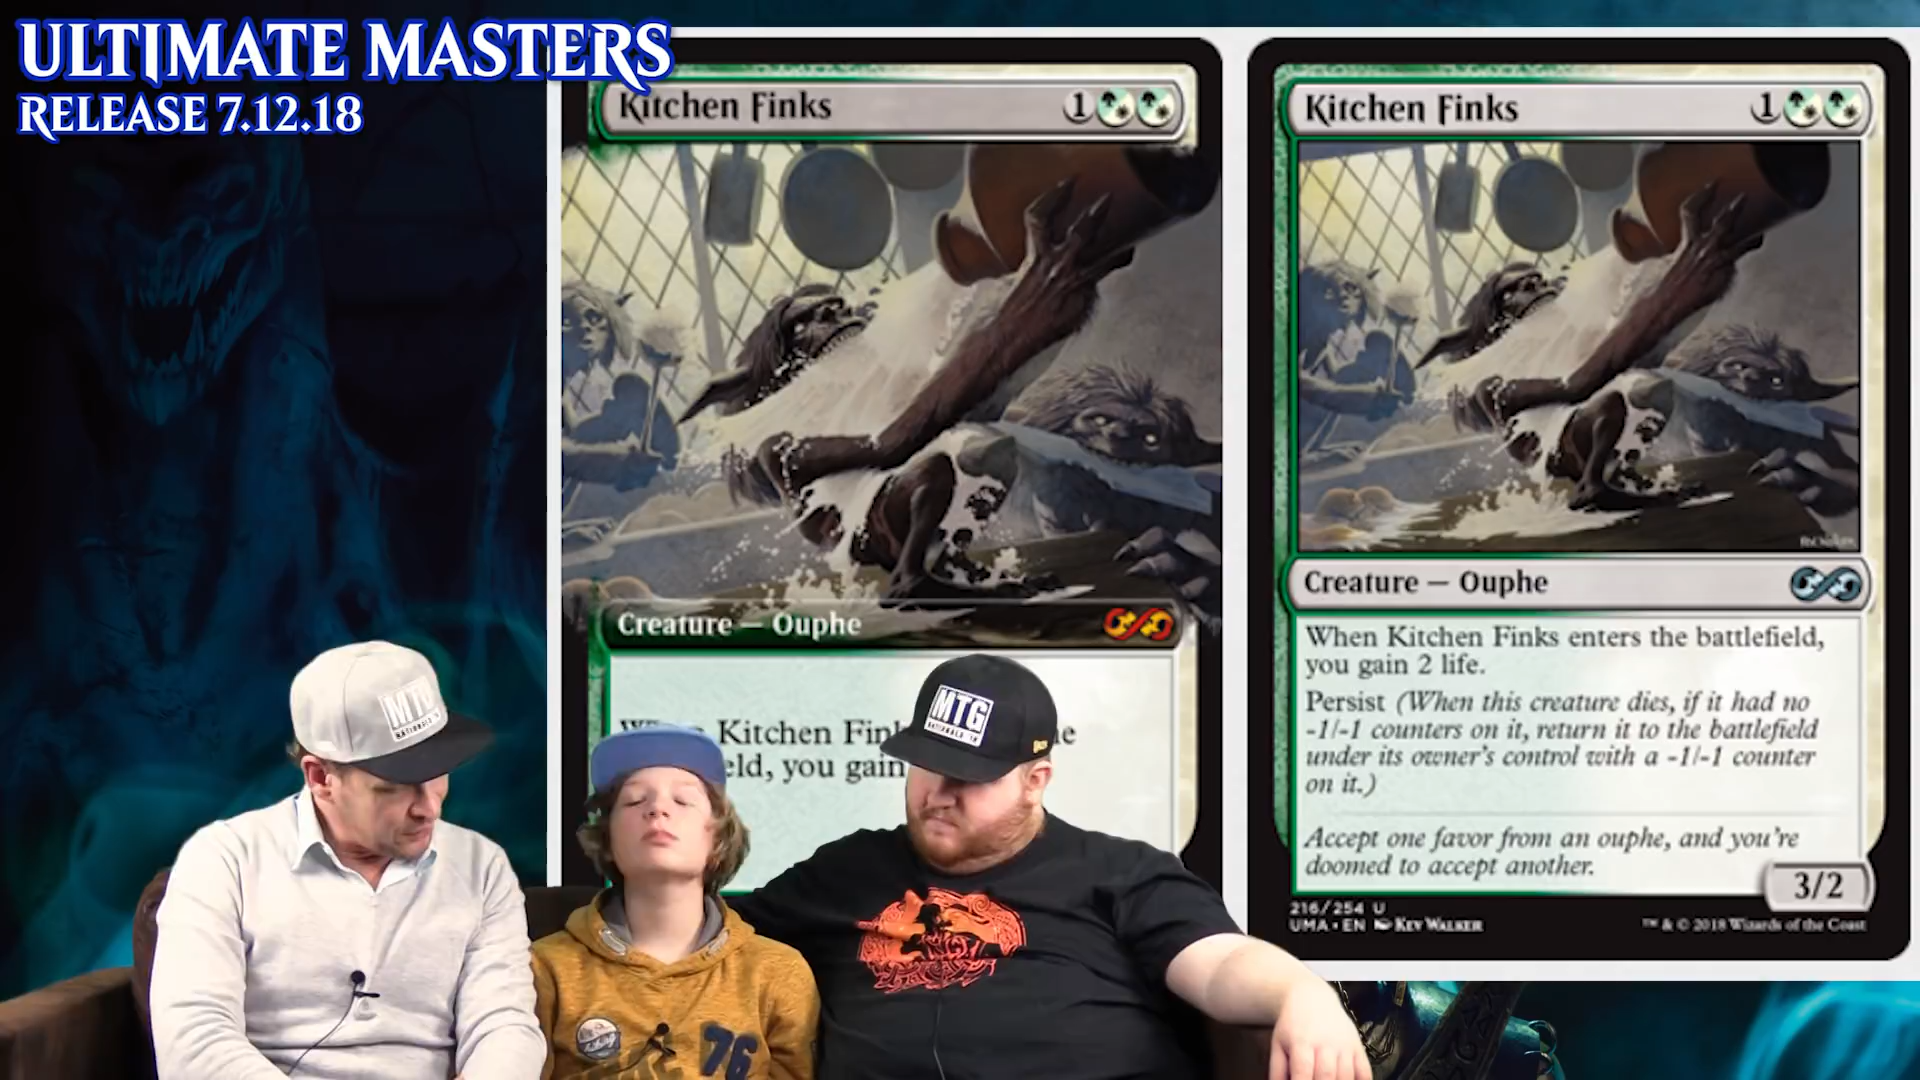 ULTIMATE MASTERS
RELEASE 7.12.18
Kitchen Finks
1
Creature — Ouphe
Kitchen Fin
eld, you gain
Kitchen Finks
1
Creature — Ouphe
When Kitchen Finks enters the battlefield,
you gain 2 life.
Persist (When this creature dies, if it had no
-1/-1 counters on it, return it to the battlefield
under its owner's control with a -1/-1 counter
on it.)
Accept one favor from an ouphe, and you're
doomed to accept another.
3/2
216/254 U
UMA • EN Kev Walker
™ & © 2018 Wizards of the Coast
MTG
MTG
NATIONALS
76